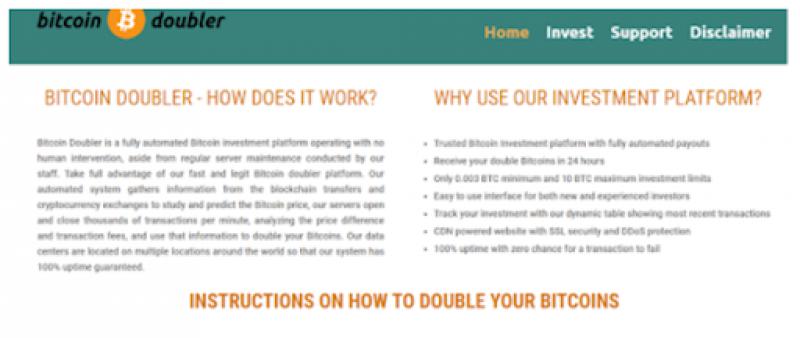 bitcoin doubler
Home Invest Support Disclaimer
BITCOIN DOUBLER - HOW DOES IT WORK?
Bitcoin Doubler is a fully automated Bitcoin investment platform operating with no
human intervention, aside from regular server maintenance conducted by our
staff. Take full advantage of our fast and legit Bitcoin doubler platform. Our
automated system gathers information from the blockchain transfers and
cryptocurrency exchanges to study and predict the Bitcoin price, our servers open
and close thousands of transactions per minute, analyzing the price difference
and transaction fees, and use that information to double your Bitcoins. Our data
centers are located on multiple locations around the world so that our system has
100% uptime guaranteed.
WHY USE OUR INVESTMENT PLATFORM?
• Trusted Bitcoin Investment platform with fully automated payouts
• Receive your double Bitcoins in 24 hours
• Only 0.003 BTC minimum and 10 BTC maximum investment limits
• Easy to use interface for both new and experienced investors
• Track your investment with our dynamic table showing most recent transactions
• CDN powered website with SSL security and DDoS protection
• 100% uptime with zero chance for a transaction to fail
INSTRUCTIONS ON HOW TO DOUBLE YOUR BITCOINS